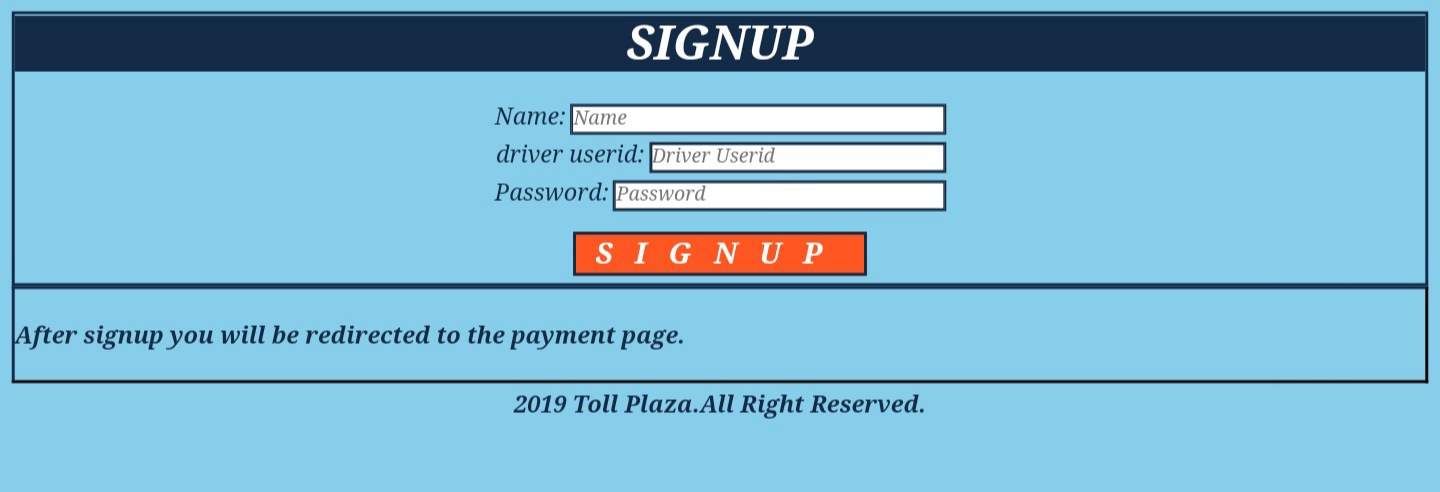 SIGNUP
Name: Name
driver userid: Driver Userid
Password: Password
SIGNUP
After signup you will be redirected to the payment page.
2019 Toll Plaza.All Right Reserved.